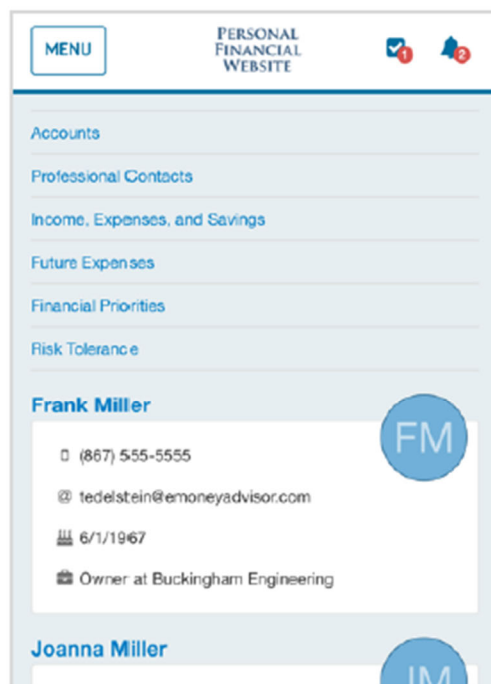 MENU
PERSONAL
FINANCIAL
WEBSITE
1
2
Accounts
Professional Contacts
Income, Expenses, and Savings
Future Expenses
Financial Priorities
Risk Tolerance
Frank Miller
FM
(867) 555-5555
@ tedelstein@emoneyadvisor.com
6/1/1967
Owner at Buckingham Engineering
Joanna Miller
JM